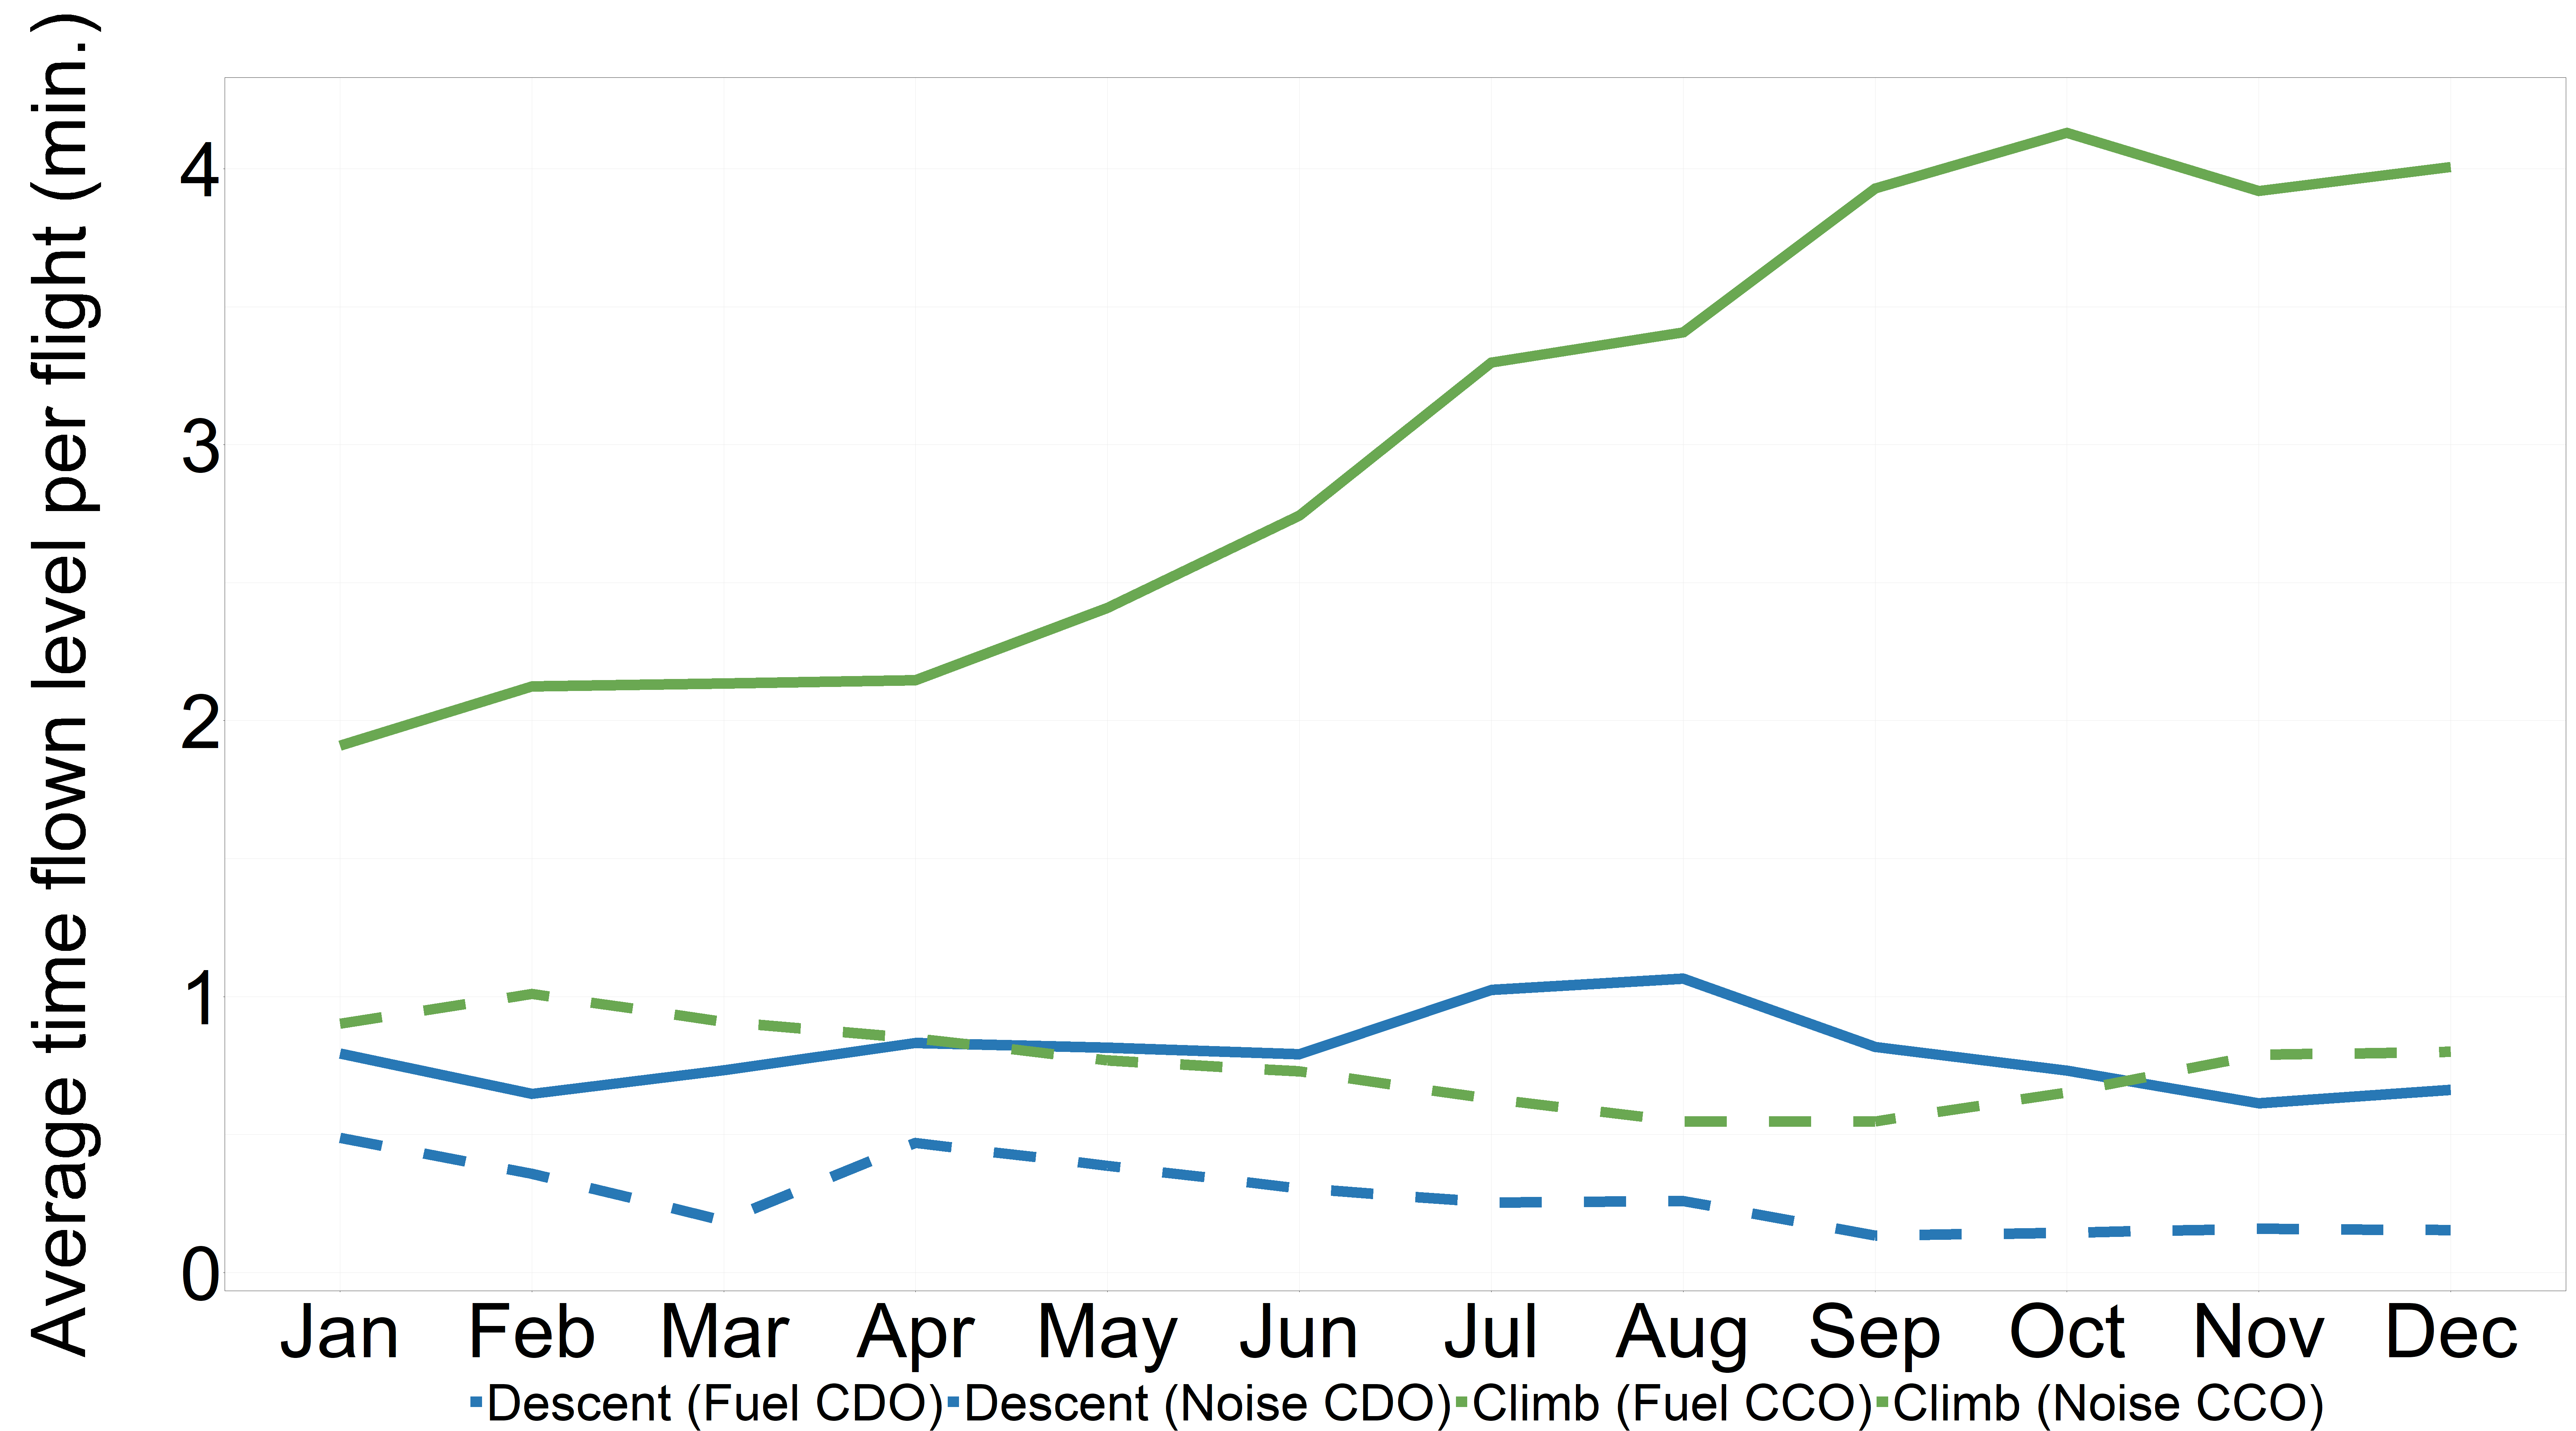 Average time flown level per flight (min.)
4
3
2
1
0
Jan Feb Mar Apr May Jun Jul Aug Sep Oct Nov Dec
Descent (Fuel CDO) Descent (Noise CDO) Climb (Fuel CCO) Climb (Noise CCO)